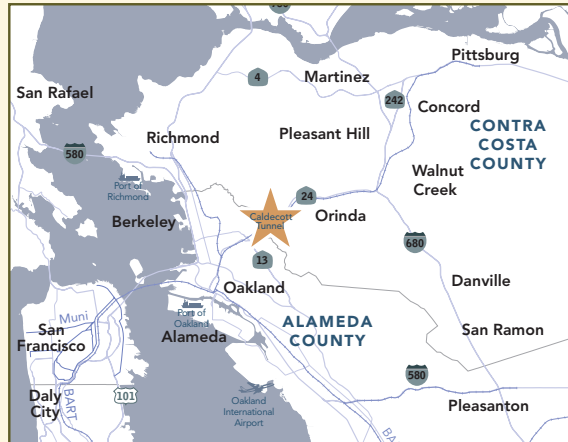 Pittsburg
Martinez
4
San Rafael
242
Concord
CONTRA
COSTA
COUNTY
Richmond
Pleasant Hill
580
Walnut
Creek
Port of
Richmond
24
Berkeley
Caldecott
Tunnel
Orinda
680
13
Danville
Oakland
Port of
Oakland
ALAMEDA
COUNTY
Muni
San
Francisco
Alameda
San Ramon
580
Daly
City
BART
101
Oakland
International
Airport
Pleasanton